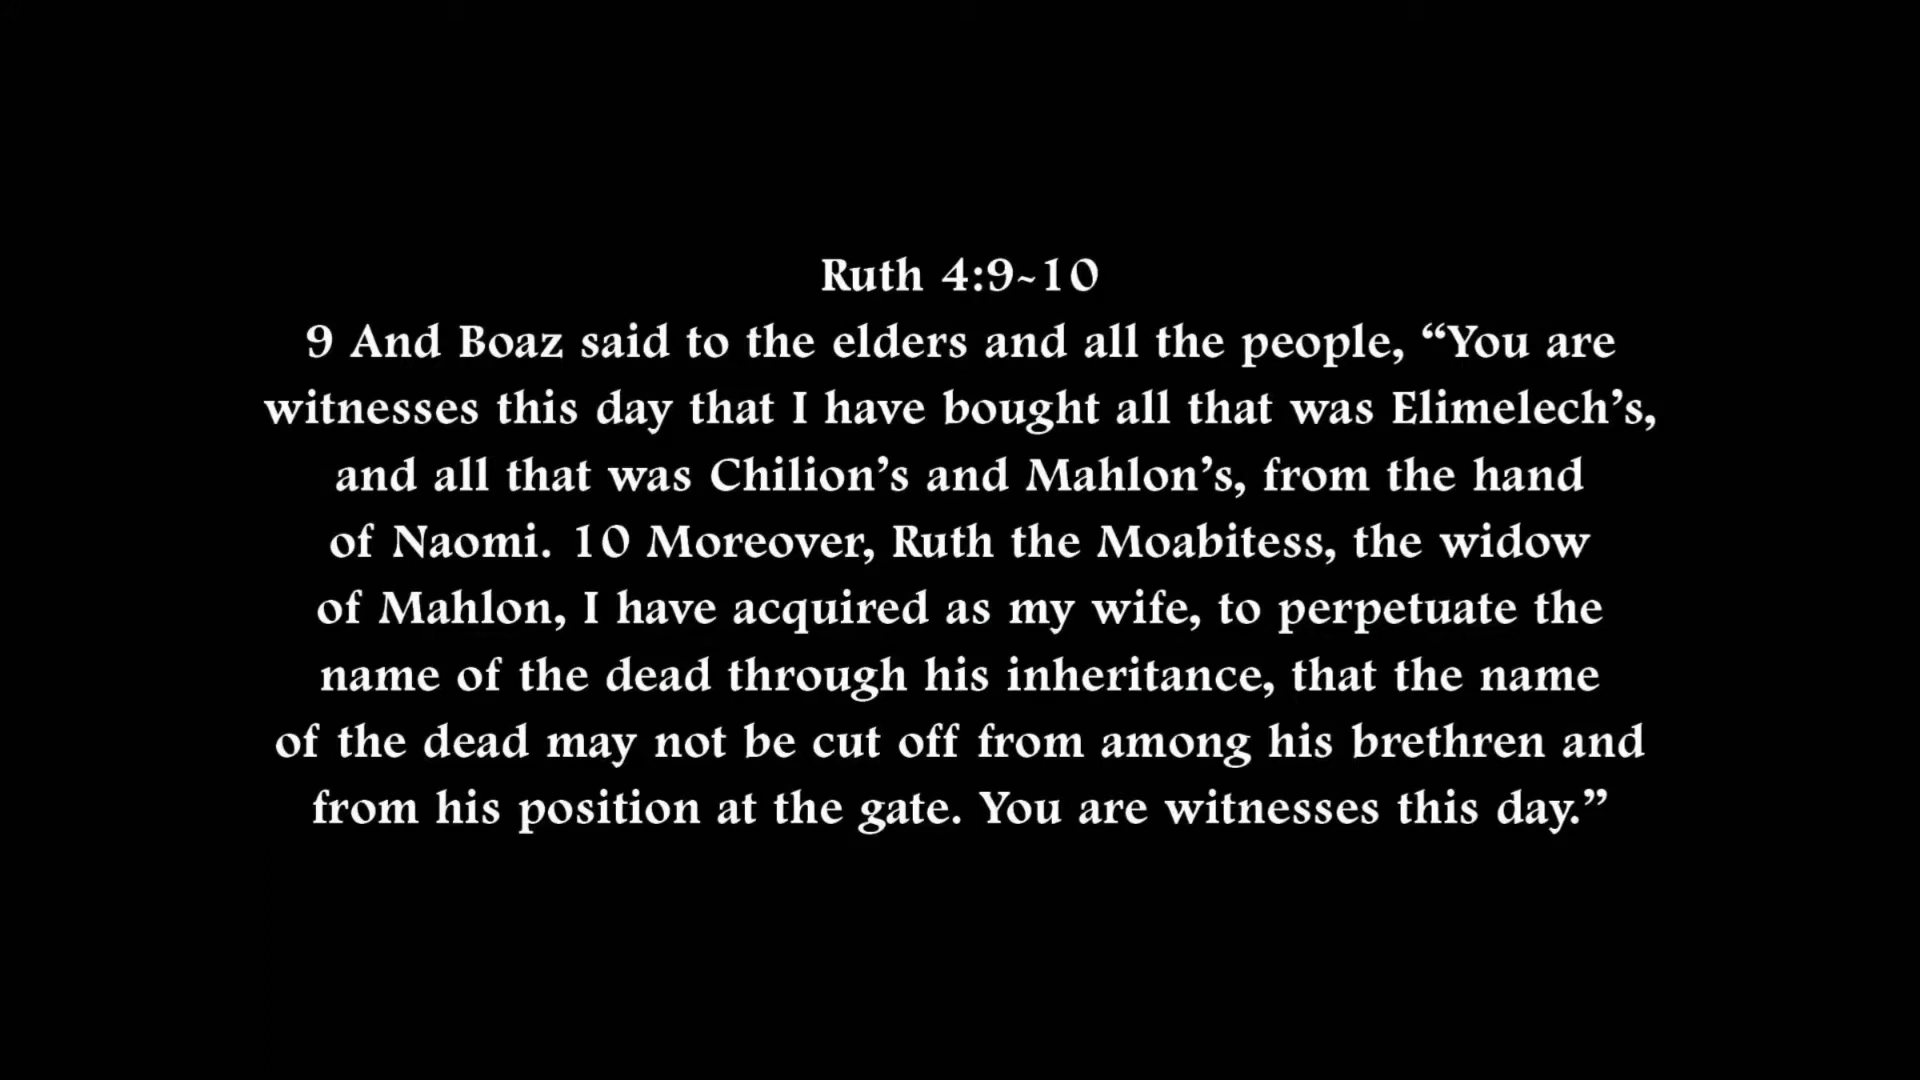 Ruth 4:9-10
9 And Boaz said to the elders and all the people, “You are
witnesses this day that I have bought all that was Elimelech’s,
and all that was Chilion’s and Mahlon’s, from the hand
of Naomi. 10 Moreover, Ruth the Moabitess, the widow
of Mahlon, I have acquired as my wife, to perpetuate the
name of the dead through his inheritance, that the name
of the dead may not be cut off from among his brethren and
from his position at the gate. You are witnesses this day.”